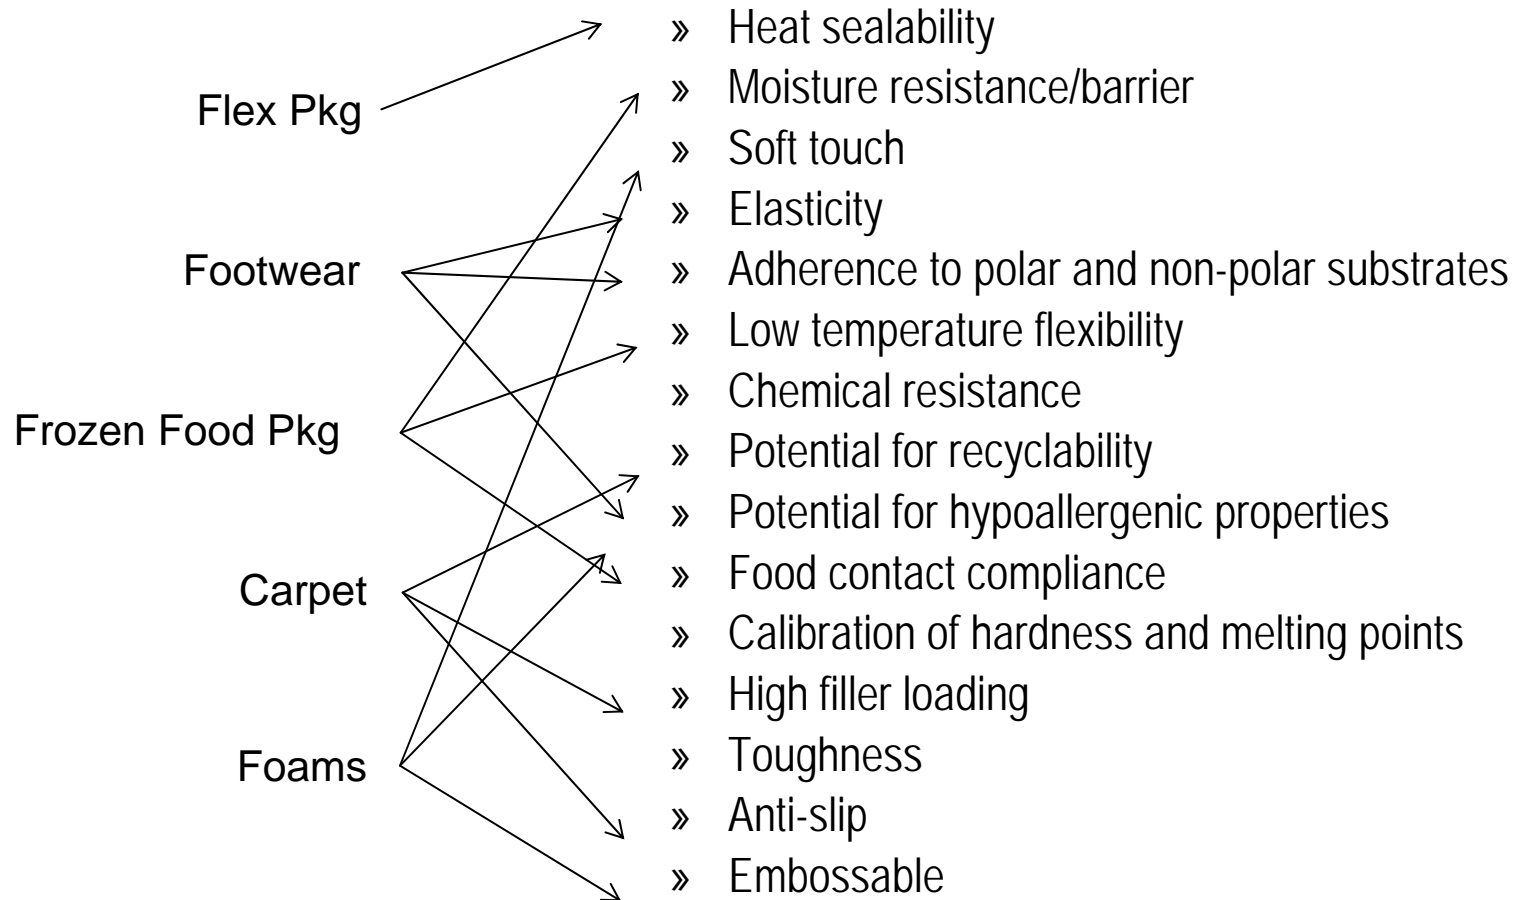 Flex Pkg
Footwear
Frozen Food Pkg
Carpet
Foams
» Heat sealability
» Moisture resistance/barrier
» Soft touch
» Elasticity
» Adherence to polar and non-polar substrates
» Low temperature flexibility
» Chemical resistance
» Potential for recyclability
» Potential for hypoallergenic properties
» Food contact compliance
» Calibration of hardness and melting points
» High filler loading
» Toughness
» Anti-slip
» Embossable